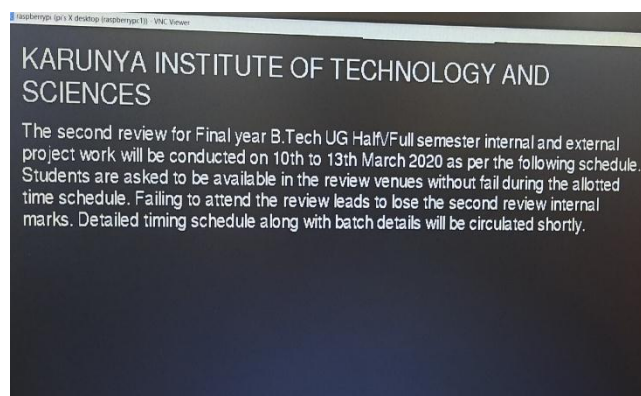 raspberrypi (pi's X desktop (raspberrypi:1)) - VNC Viewer
KARUNYA INSTITUTE OF TECHNOLOGY AND
SCIENCES
The second review for Final year B.Tech UG Half\/Full semester internal and external
project work will be conducted on 10th to 13th March 2020 as per the following schedule.
Students are asked to be available in the review venues without fail during the allotted
time schedule. Failing to attend the review leads to lose the second review internal
marks. Detailed timing schedule along with batch details will be circulated shortly.